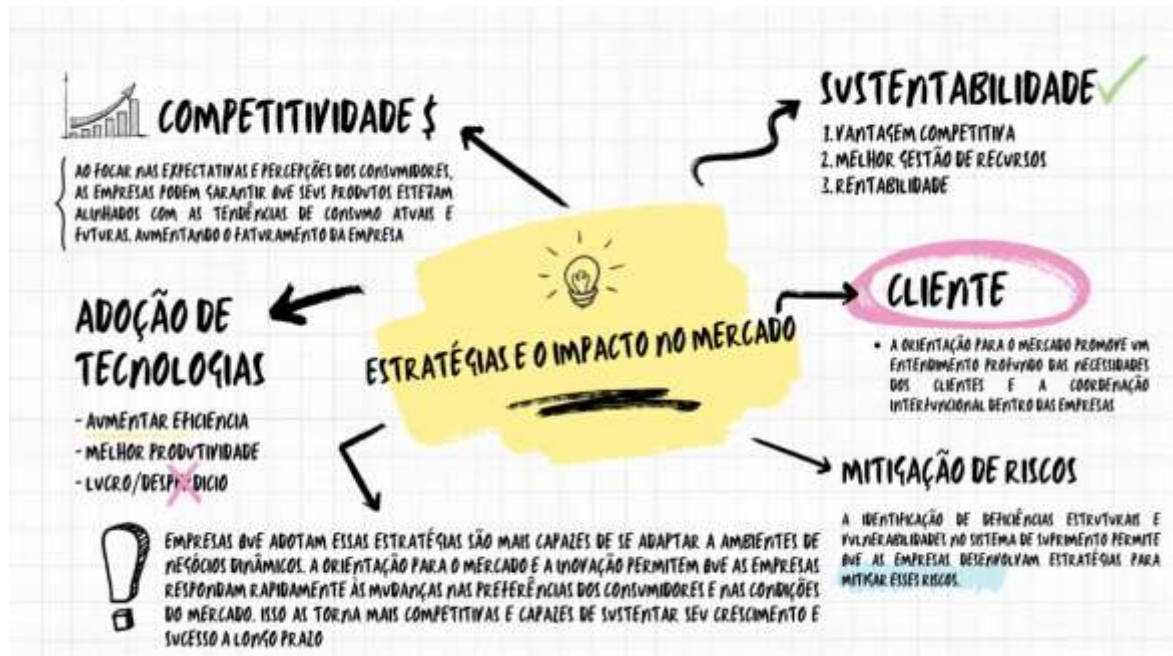 COMPETITIVIDADE $
AO FOCAR NAS EXPECTATIVAS E PERCEPÇÕES DOS CONSUMIDORES,
AS EMPRESAS PODEM GARANTIR QUE SEUS PRODUTOS ESTEJAM
ALINHADOS COM AS TENDÊNCIAS DE CONSUMO ATUAIS E
FUTURAS, AUMENTANDO O FATURAMENTO DA EMPRESA
SUSTENTABILIDADE
1. VANTAGEM COMPETITIVA
2. MELHOR GESTÃO DE RECURSOS
3. RENTABILIDADE
ESTRATÉGIAS E O IMPACTO NO MERCADO
ADOÇÃO DE
TECNOLOGIAS
- AUMENTAR EFICIÊNCIA
- MELHOR PRODUTIVIDADE
- LUCRO/DESPERDICIO
CLIENTE
• A ORIENTAÇÃO PARA O MERCADO PROMOVE UM
ENTENDIMENTO PROFUNDO DAS NECESSIDADES
DOS CLIENTES E A COORDENAÇÃO
INTERFUNCIONAL DENTRO DAS EMPRESAS
MITIGAÇÃO DE RISCOS
A IDENTIFICAÇÃO DE DEFICIÊNCIAS ESTRUTURAIS E
VULNERABILIDADES NO SISTEMA DE SUPRIMENTO PERMITE
QUE AS EMPRESAS DESENVOLVAM ESTRATÉGIAS PARA
MITIGAR ESSES RISCOS.
! EMPRESAS QUE ADOTAM ESSAS ESTRATÉGIAS SÃO MAIS CAPAZES DE SE ADAPTAR A AMBIENTES DE
NEGÓCIOS DINÂMICOS. A ORIENTAÇÃO PARA O MERCADO E A INOVAÇÃO PERMITEM QUE AS EMPRESAS
RESPONDAM RAPIDAMENTE ÀS MUDANÇAS NAS PREFERÊNCIAS DOS CONSUMIDORES E NAS CONDIÇÕES
DO MERCADO. ISSO AS TORNA MAIS COMPETITIVAS E CAPAZES DE SUSTENTAR SEU CRESCIMENTO E
SUCESSO A LONGO PRAZO